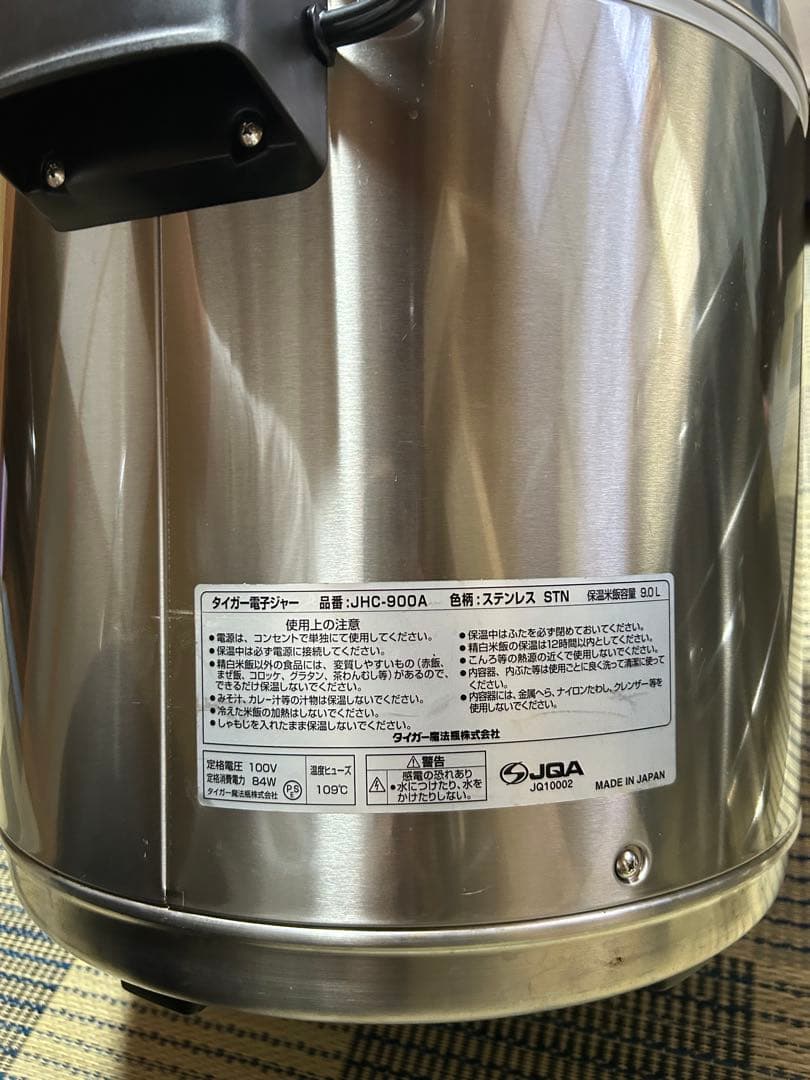 タイガー電子ジャー 品番:JHC-900A 色柄:ステンレス STN 保温米飯容量 9.0L
使用上の注意
●電源は、コンセントで単独にて使用してください。
●保温中は必ず電源に接続してください。
●精白米飯以外の食品には、変質しやすいもの(赤飯、
まぜ飯、コロッケ、グラタン、茶わんむし等)があるので、
できるだけ保温しないでください。
●みそ汁、カレー汁等の汁物は保温しないでください。
●冷えた米飯の加熱はしないでください。
●しゃもじを入れたまま保温しないでください。
●保温中はふたを必ず閉めておいてください。
●精白米飯の保温は12時間以内としてください。
●こんろ等の熱源の近くで使用しないでください。
●内容器、内ぶた等は使用ごとに良く洗って清潔に使って
ください。
●内容器には、金属へら、ナイロンたわし、クレンザー等を
使用しないでください。
タイガー魔法瓶株式会社
定格電圧 100V
定格消費電力 84W
タイガー魔法瓶株式会社
PSE
温度ヒューズ
109℃
⚠警告
感電の恐れあり
●水につけたり、水を
かけたりしない。
JQA
JQ10002
MADE IN JAPAN